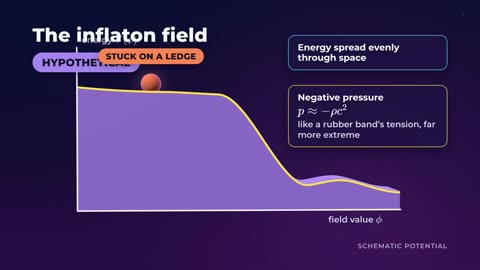 The inflaton field
HYPOTHETICAL
STUCK ON A LEDGE
Energy spread evenly
through space
Negative pressure
p ≈ −ρc²
like a rubber band's tension, far
more extreme
field value ϕ
SCHEMATIC POTENTIAL